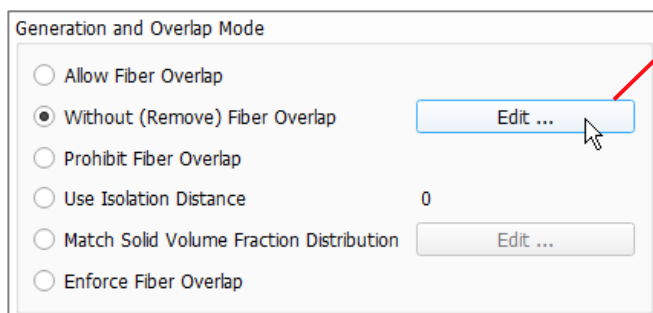 Generation and Overlap Mode
Allow Fiber Overlap
Without (Remove) Fiber Overlap Edit ...
Prohibit Fiber Overlap
Use Isolation Distance 0
Match Solid Volume Fraction Distribution Edit ...
Enforce Fiber Overlap